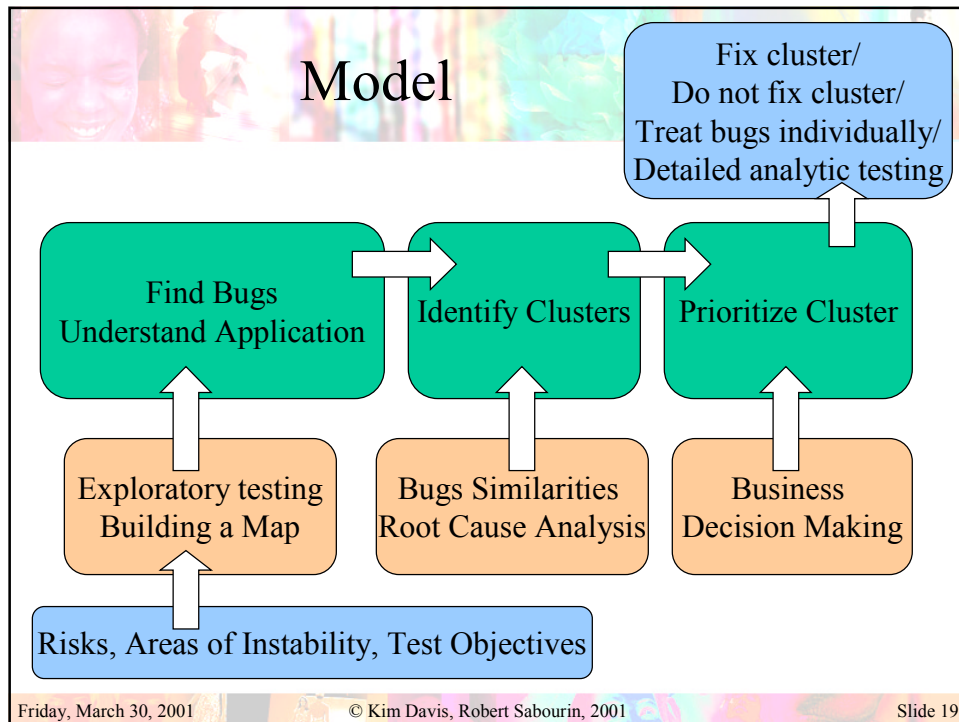 Model
Fix cluster/
Do not fix cluster/
Treat bugs individually/
Detailed analytic testing
Find Bugs
Understand Application
Identify Clusters
Prioritize Cluster
Exploratory testing
Building a Map
Bugs Similarities
Root Cause Analysis
Business
Decision Making
Risks, Areas of Instability, Test Objectives
Friday, March 30, 2001
© Kim Davis, Robert Sabourin, 2001
Slide 19